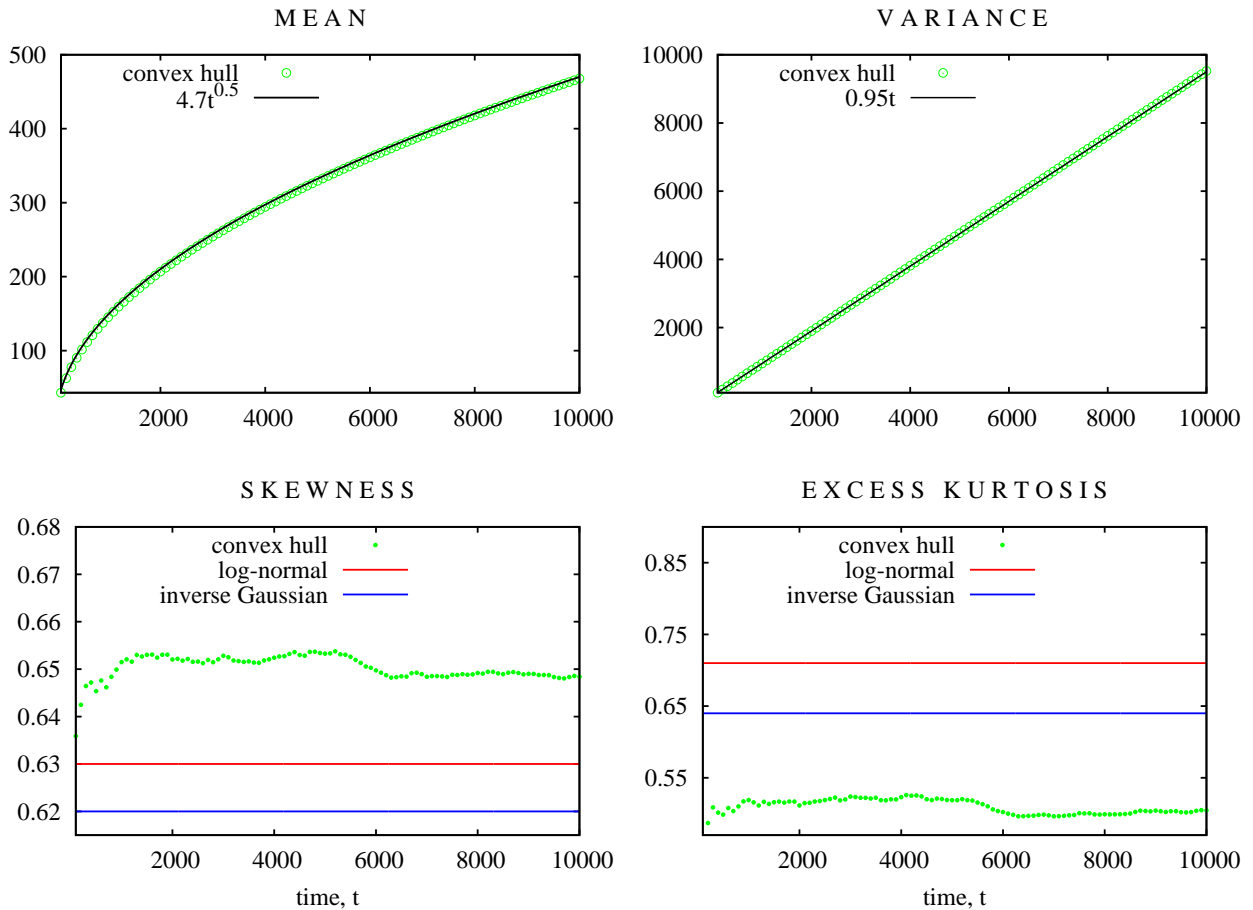 M E A N
500
400
300
200
100
2000 4000 6000 8000 10000
convex hull
4.7t^0.5
V A R I A N C E
10000
8000
6000
4000
2000
2000 4000 6000 8000 10000
convex hull
0.95t
S K E W N E S S
0.68
0.67
0.66
0.65
0.64
0.63
0.62
2000 4000 6000 8000 10000
time, t
convex hull
log-normal
inverse Gaussian
E X C E S S K U R T O S I S
0.85
0.75
0.65
0.55
2000 4000 6000 8000 10000
time, t
convex hull
log-normal
inverse Gaussian